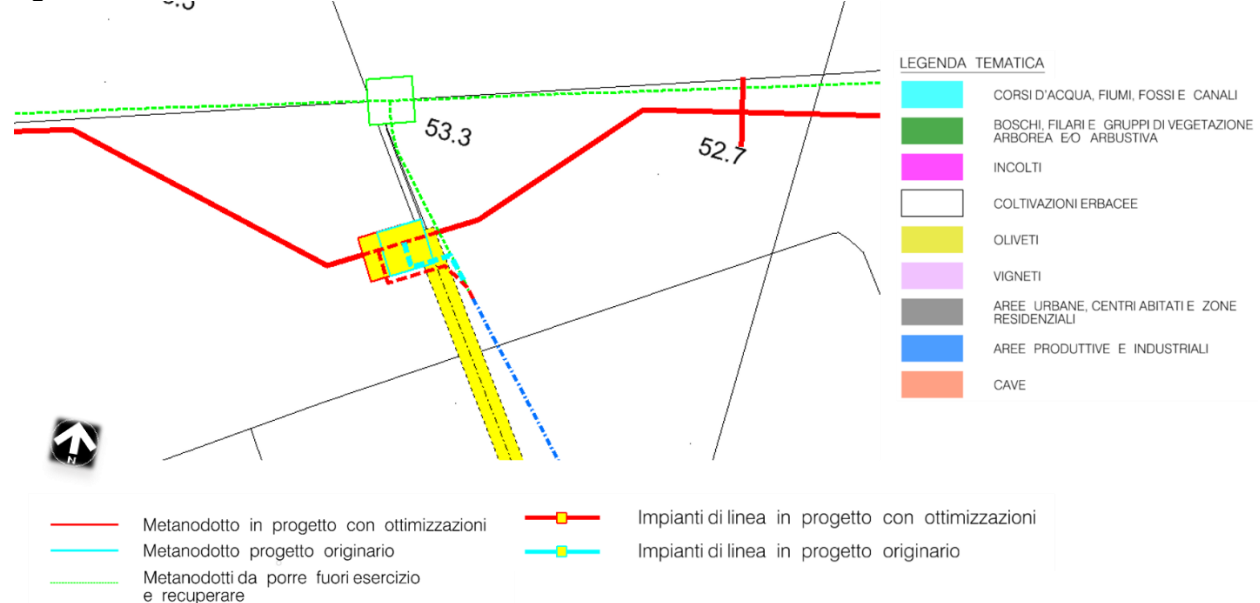 53.3
52.7
N
LEGENDA TEMATICA
CORSI D'ACQUA, FIUMI, FOSSI E CANALI
BOSCHI, FILARI E GRUPPI DI VEGETAZIONE
ARBOREA E/O ARBUSTIVA
INCOLTI
COLTIVAZIONI ERBACEE
OLIVETI
VIGNETI
AREE URBANE, CENTRI ABITATI E ZONE
RESIDENZIALI
AREE PRODUTTIVE E INDUSTRIALI
CAVE
Metanodotto in progetto con ottimizzazioni
Metanodotto progetto originario
Metanodotti da porre fuori esercizio
e recuperare
Impianti di linea in progetto con ottimizzazioni
Impianti di linea in progetto originario